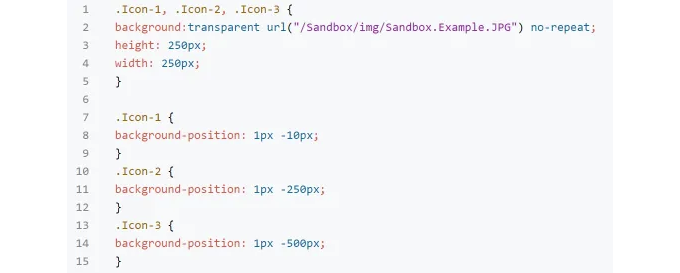 1 .Icon-1, .Icon-2, .Icon-3 {
2 background:transparent url("/Sandbox/img/Sandbox.Example.JPG") no-repeat;
3 height: 250px;
4 width: 250px;
5 }
6
7 .Icon-1 {
8 background-position: 1px -10px;
9 }
10 .Icon-2 {
11 background-position: 1px -250px;
12 }
13 .Icon-3 {
14 background-position: 1px -500px;
15 }